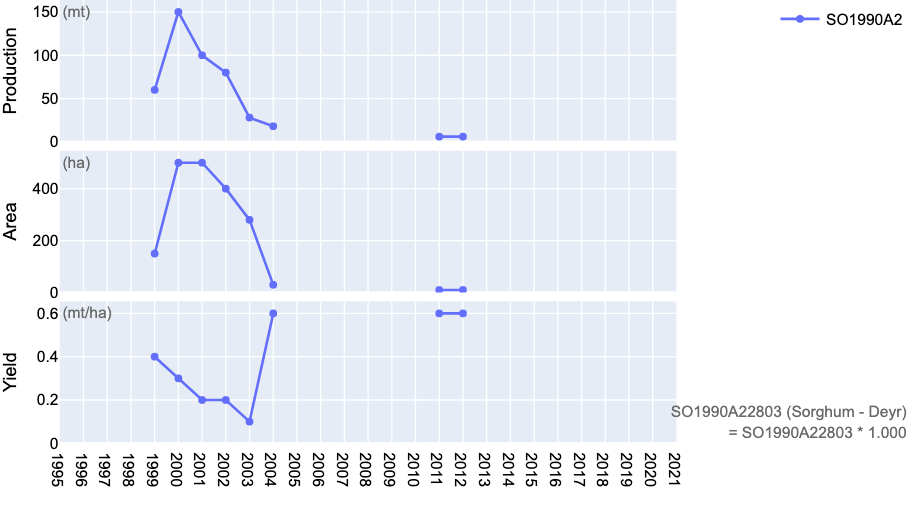 Production
150
100
50
0
(mt)
SO1990A2
Area
400
200
0
(ha)
Yield
0.6
0.4
0.2
0
(mt/ha)
SO1990A22803 (Sorghum - Deyr)
= SO1990A22803 * 1.000
1995 1996 1997 1998 1999 2000 2001 2002 2003 2004 2005 2006 2007 2008 2009 2010 2011 2012 2013 2014 2015 2016 2017 2018 2019 2020 2021